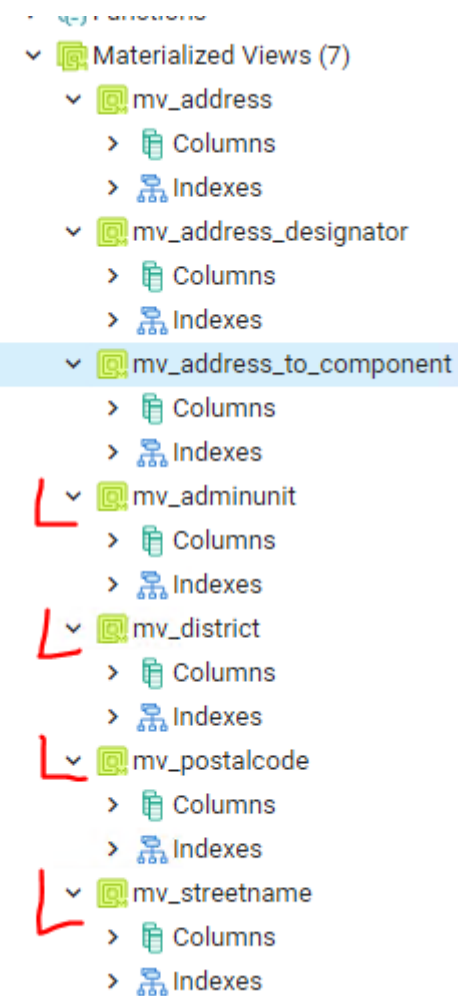 Functions
Materialized Views (7)
mv_address
Columns
Indexes
mv_address_designator
Columns
Indexes
mv_address_to_component
Columns
Indexes
mv_adminunit
Columns
Indexes
mv_district
Columns
Indexes
mv_postalcode
Columns
Indexes
mv_streetname
Columns
Indexes